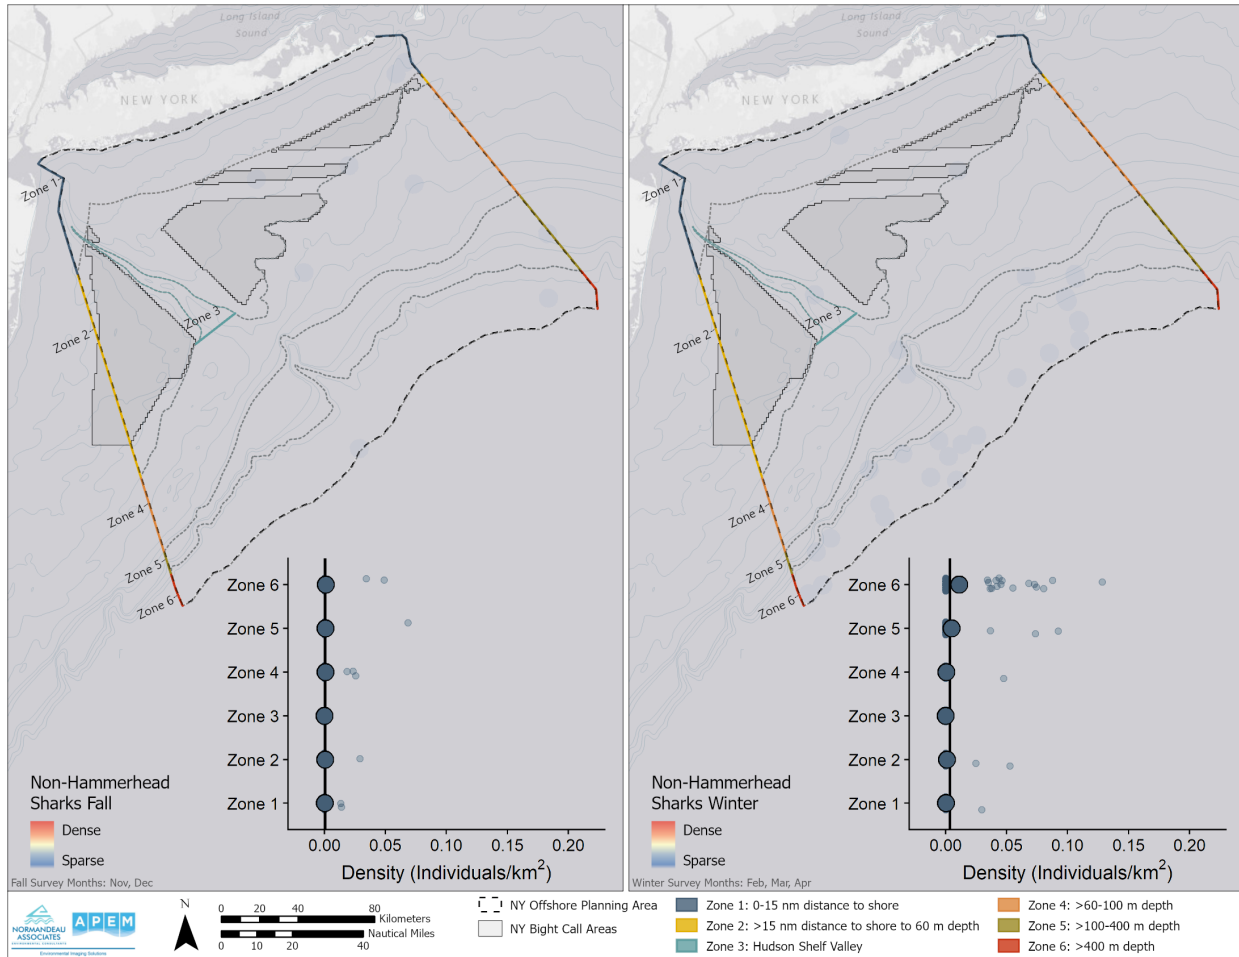 Long Island
Sound
NEW YORK
Zone 1
Zone 2
Zone 3
Zone 4
Zone 5
Zone 6
Zone 6
Zone 5
Zone 4
Zone 3
Zone 2
Zone 1
0.00 0.05 0.10 0.15 0.20
Density (Individuals/km²)
Non-Hammerhead
Sharks Fall
Dense
Sparse
Fall Survey Months: Nov, Dec
Long Island
Sound
NEW YORK
Zone 1
Zone 2
Zone 3
Zone 4
Zone 5
Zone 6
Zone 6
Zone 5
Zone 4
Zone 3
Zone 2
Zone 1
0.00 0.05 0.10 0.15 0.20
Density (Individuals/km²)
Non-Hammerhead
Sharks Winter
Dense
Sparse
Winter Survey Months: Feb, Mar, Apr
NORMANDEAU
ASSOCIATES
ENVIRONMENTAL CONSULTANTS
APEM
Environmental Imaging Solutions
N
0 20 40 80
Kilometers
Nautical Miles
0 10 20 40
NY Offshore Planning Area
NY Bight Call Areas
Zone 1: 0-15 nm distance to shore
Zone 2: >15 nm distance to shore to 60 m depth
Zone 3: Hudson Shelf Valley
Zone 4: >60-100 m depth
Zone 5: >100-400 m depth
Zone 6: >400 m depth